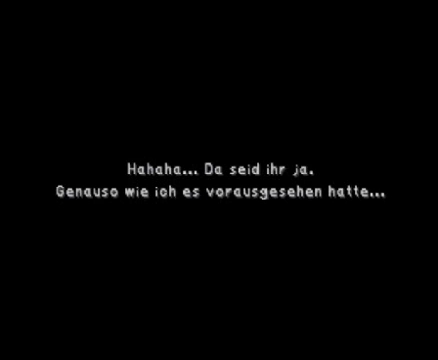 Hahaha... Da seid ihr ja.
Genauso wie ich es vorausgesehen hatte...